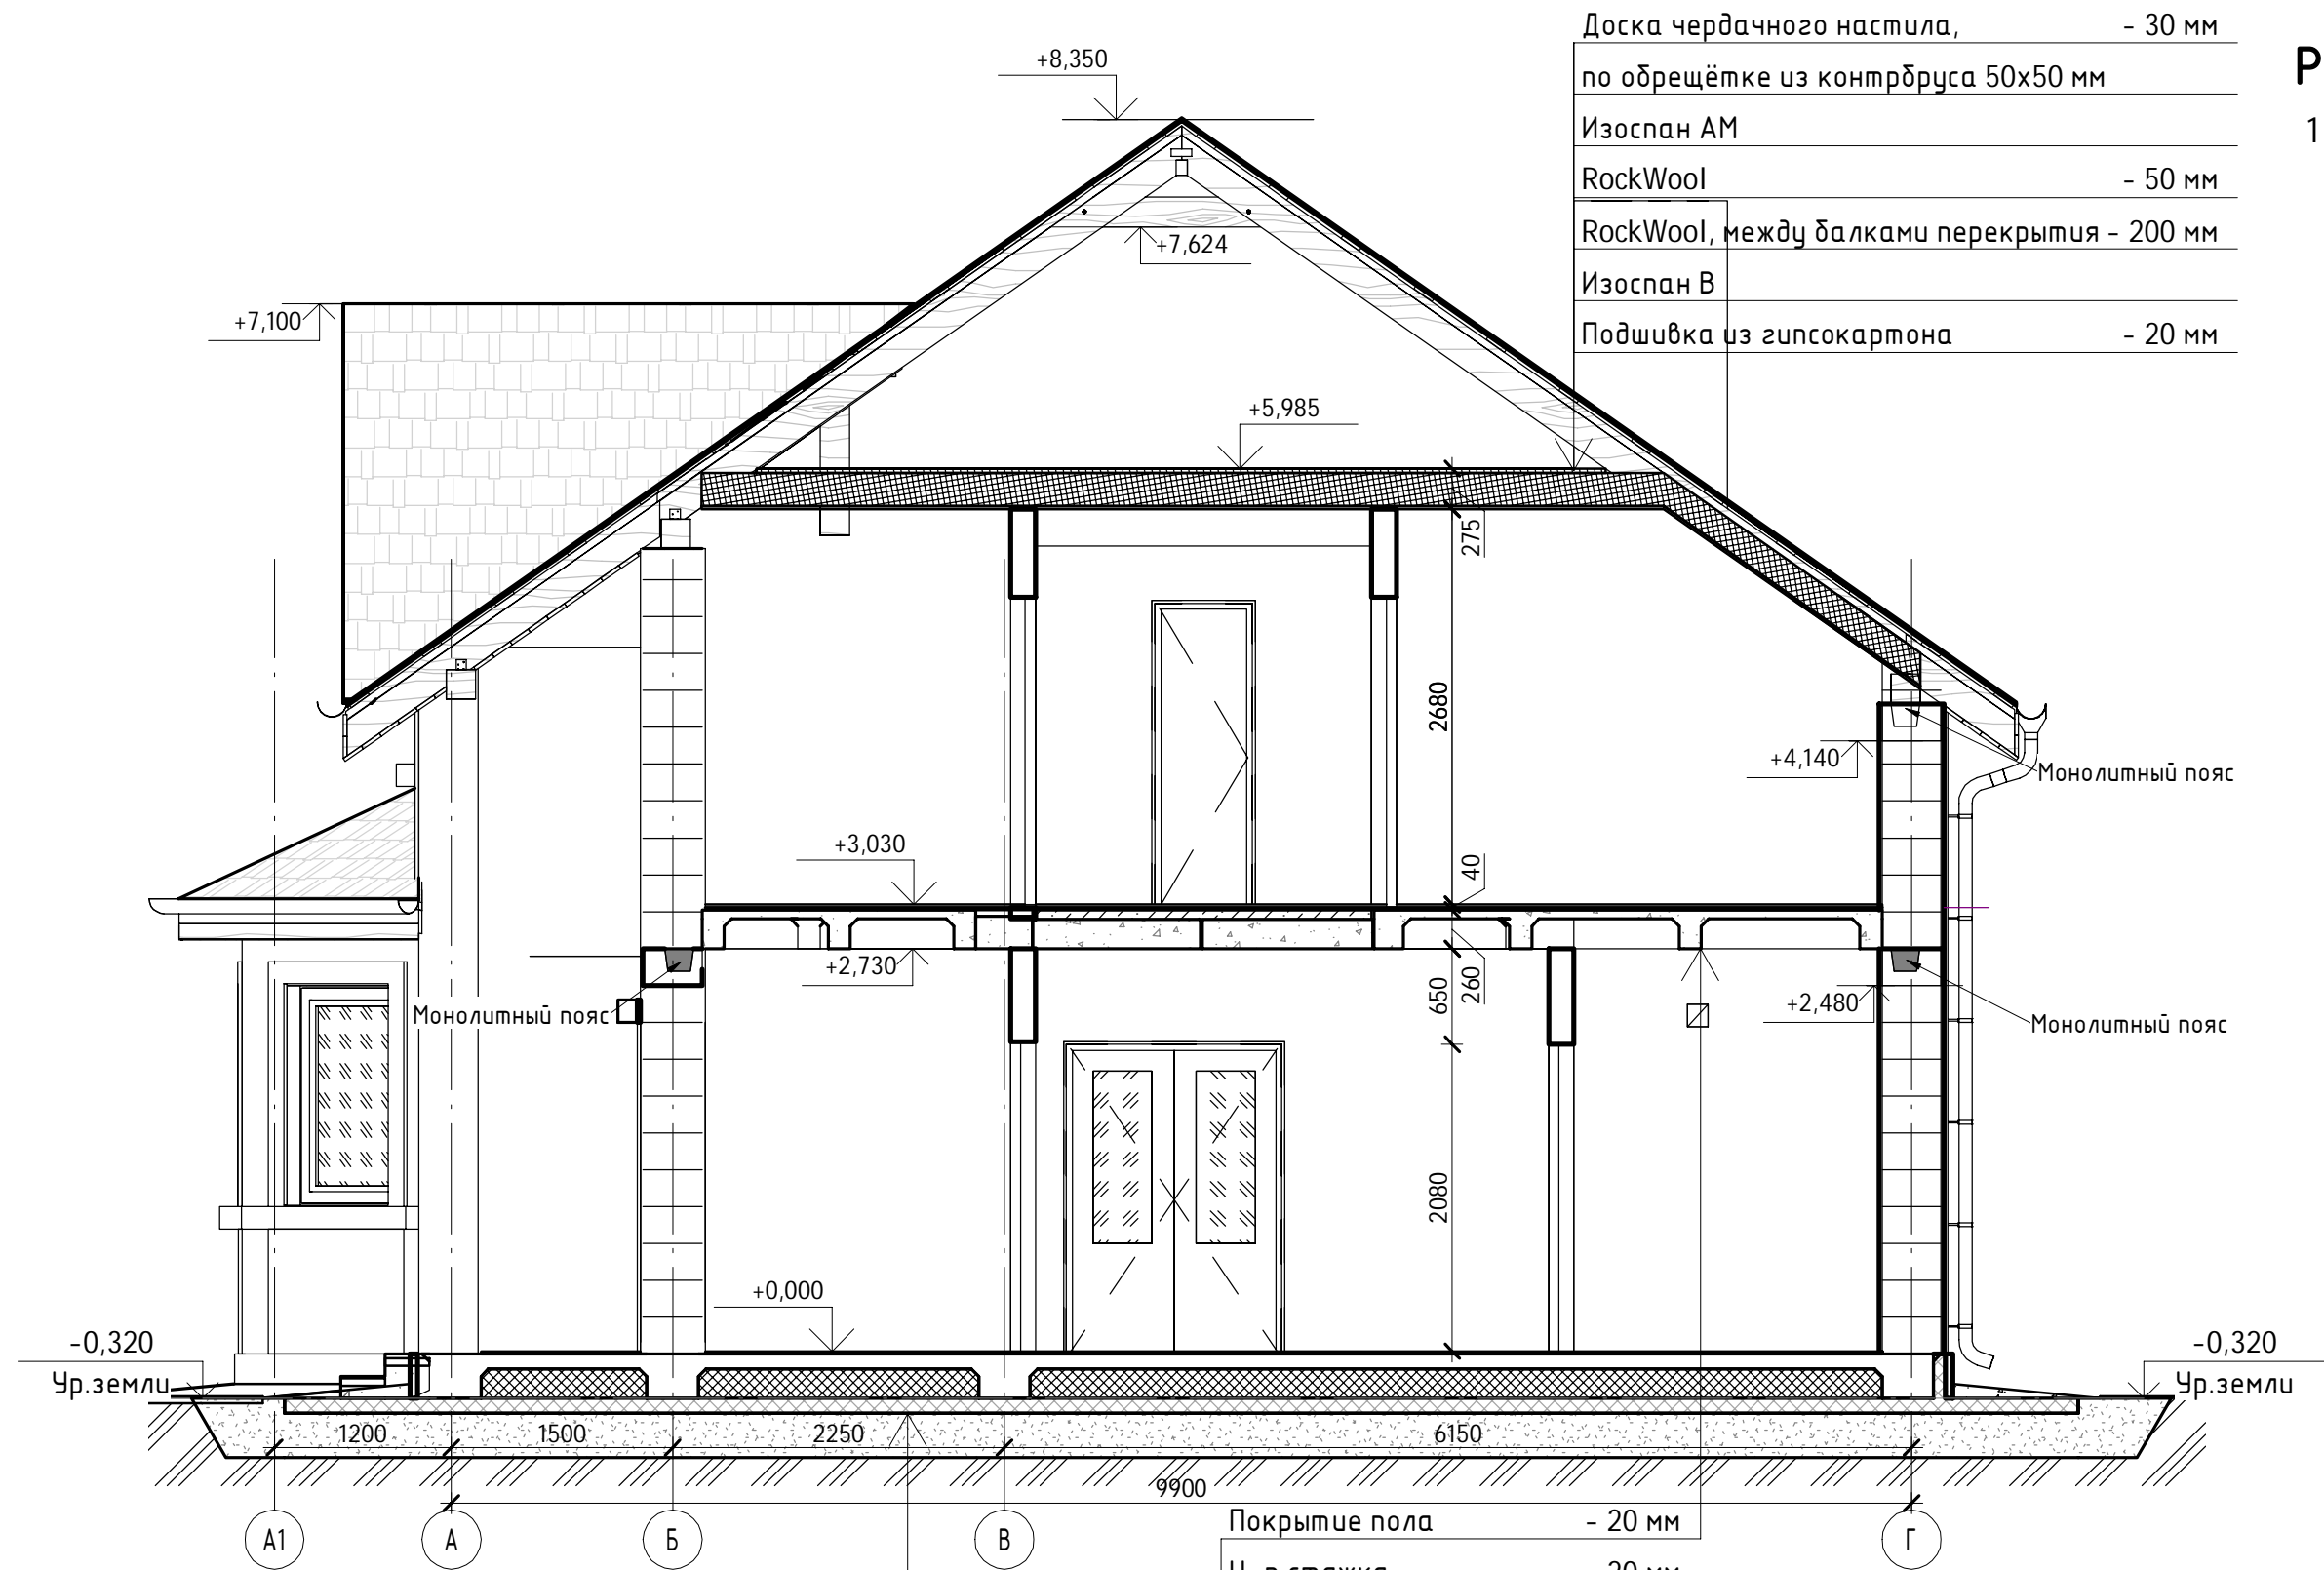 Доска чердачного настила, - 30 мм
по обрещётке из контрбруса 50х50 мм
Изоспан АМ
RockWool - 50 мм
RockWool, между балками перекрытия - 200 мм
Изоспан В
Подшивка из гипсокартона - 20 мм
Р
1
+8,350
+7,624
+7,100
+5,985
275
2680
+4,140
Монолитный пояс
+3,030
40
+2,730
650
260
+2,480
Монолитный пояс
Монолитный пояс
2080
+0,000
-0,320
Ур.земли
-0,320
Ур.земли
1200
1500
2250
6150
9900
А1
А
Б
В
Г
Покрытие пола - 20 мм